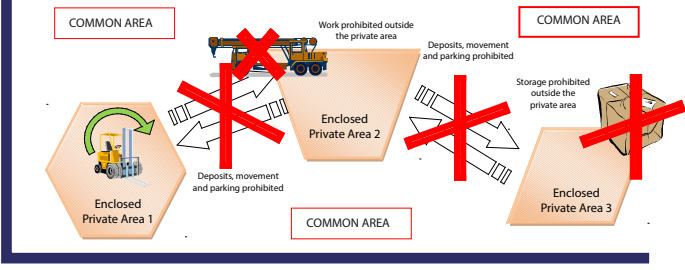 COMMON AREA
Work prohibited outside
the private area
COMMON AREA
Deposits, movement
and parking prohibited
Storage prohibited
outside the
private area
Enclosed
Private Area 2
Deposits, movement
and parking prohibited
Enclosed
Private Area 1
Enclosed
Private Area 3
COMMON AREA